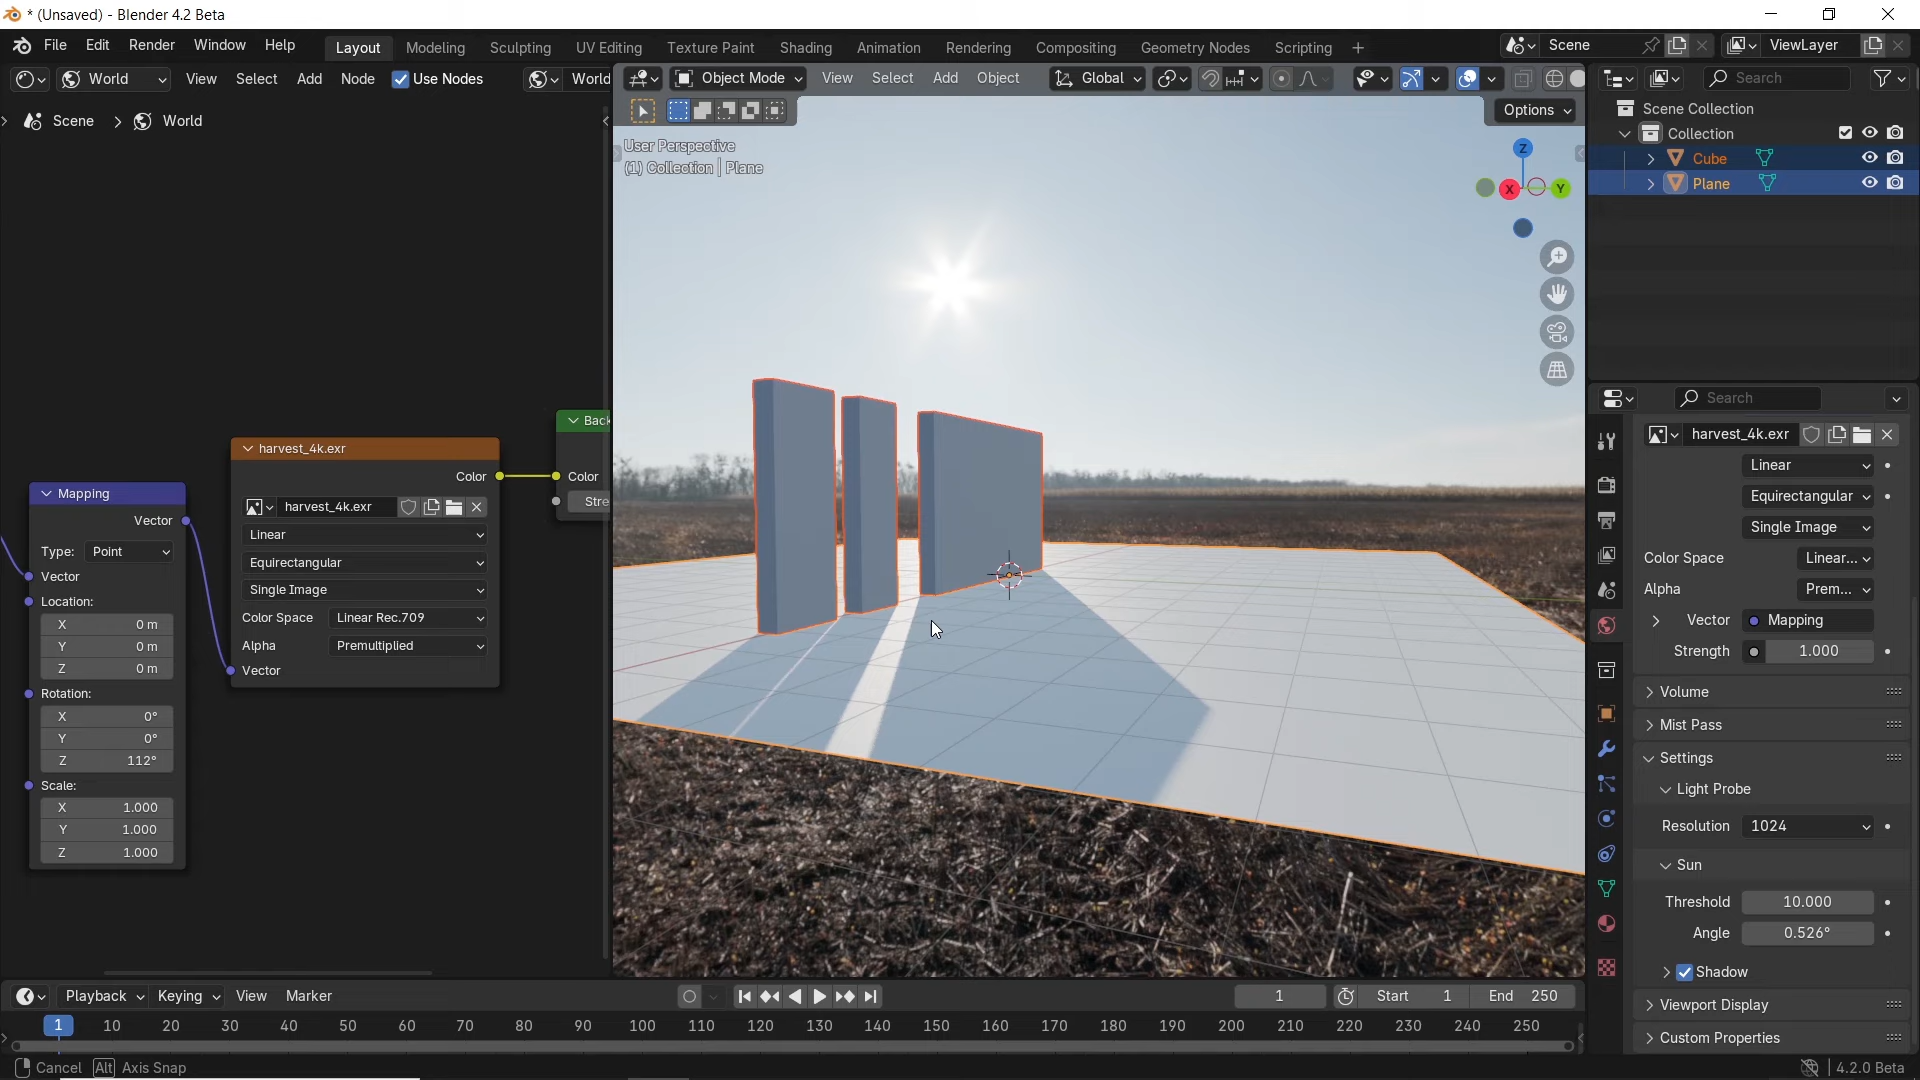 * (Unsaved) - Blender 4.2 Beta
File Edit Render Window Help
Layout Modeling Sculpting UV Editing Texture Paint Shading Animation Rendering Compositing Geometry Nodes Scripting +
Scene
ViewLayer
World View Select Add Node Use Nodes World
Object Mode View Select Add Object Global
Search
Options
Scene > World
User Perspective
(1) Collection | Plane
Z
X
Y
Scene Collection
Collection
Cube
Plane
Back
Color
Stre
harvest_4k.exr
Color
harvest_4k.exr
Linear
Equirectangular
Single Image
Color Space Linear Rec.709
Alpha Premultiplied
Vector
Mapping
Vector
Type: Point
Vector
Location:
X 0 m
Y 0 m
Z 0 m
Rotation:
X 0°
Y 0°
Z 112°
Scale:
X 1.000
Y 1.000
Z 1.000
Search
harvest_4k.exr
Linear
Equirectangular
Single Image
Color Space Linear...
Alpha Prem...
Vector Mapping
Strength 1.000
Volume
Mist Pass
Settings
Light Probe
Resolution 1024
Sun
Threshold 10.000
Angle 0.526°
Shadow
Viewport Display
Custom Properties
Playback Keying View Marker
1 Start 1 End 250
1 10 20 30 40 50 60 70 80 90 100 110 120 130 140 150 160 170 180 190 200 210 220 230 240 250
Cancel Alt Axis Snap
4.2.0 Beta